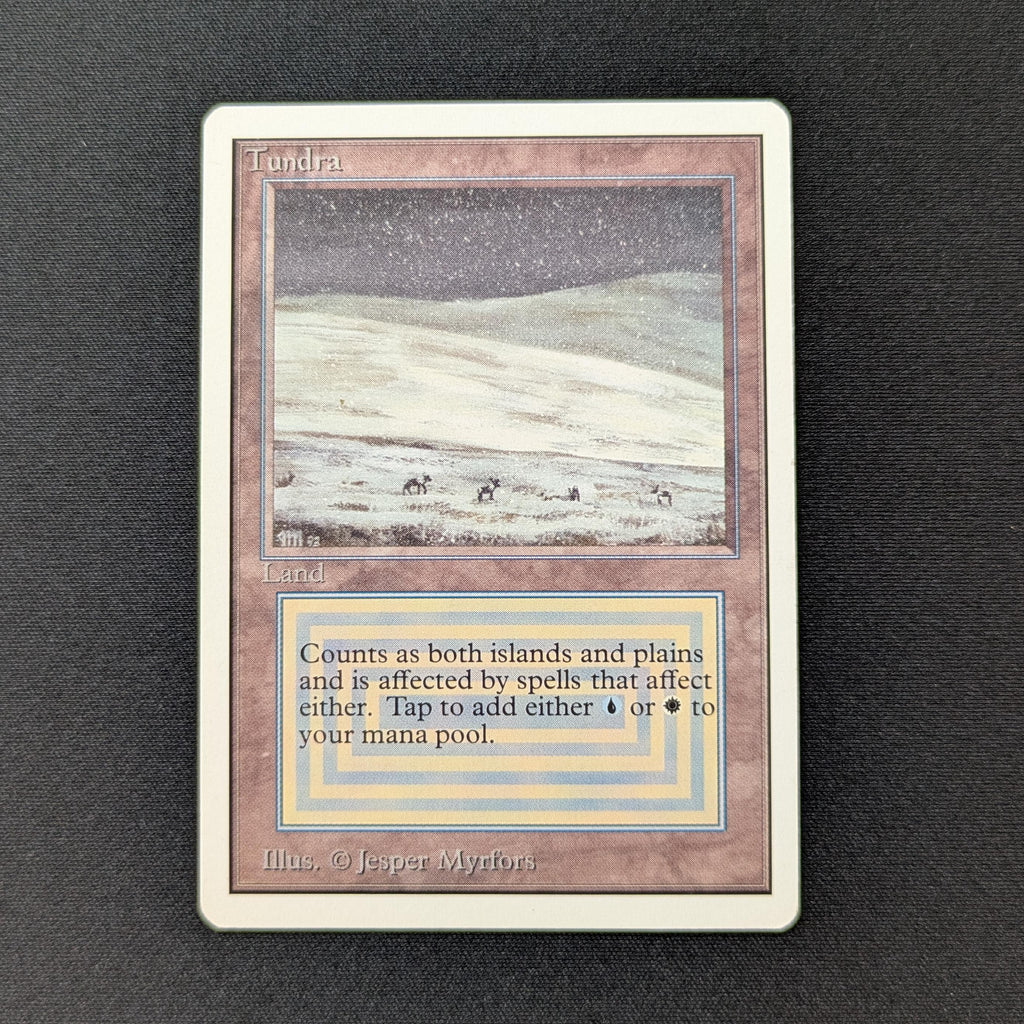 Tundra
Land
Counts as both islands and plains
and is affected by spells that affect
either. Tap to add either or to
your mana pool.
Illus. © Jesper Myrfors